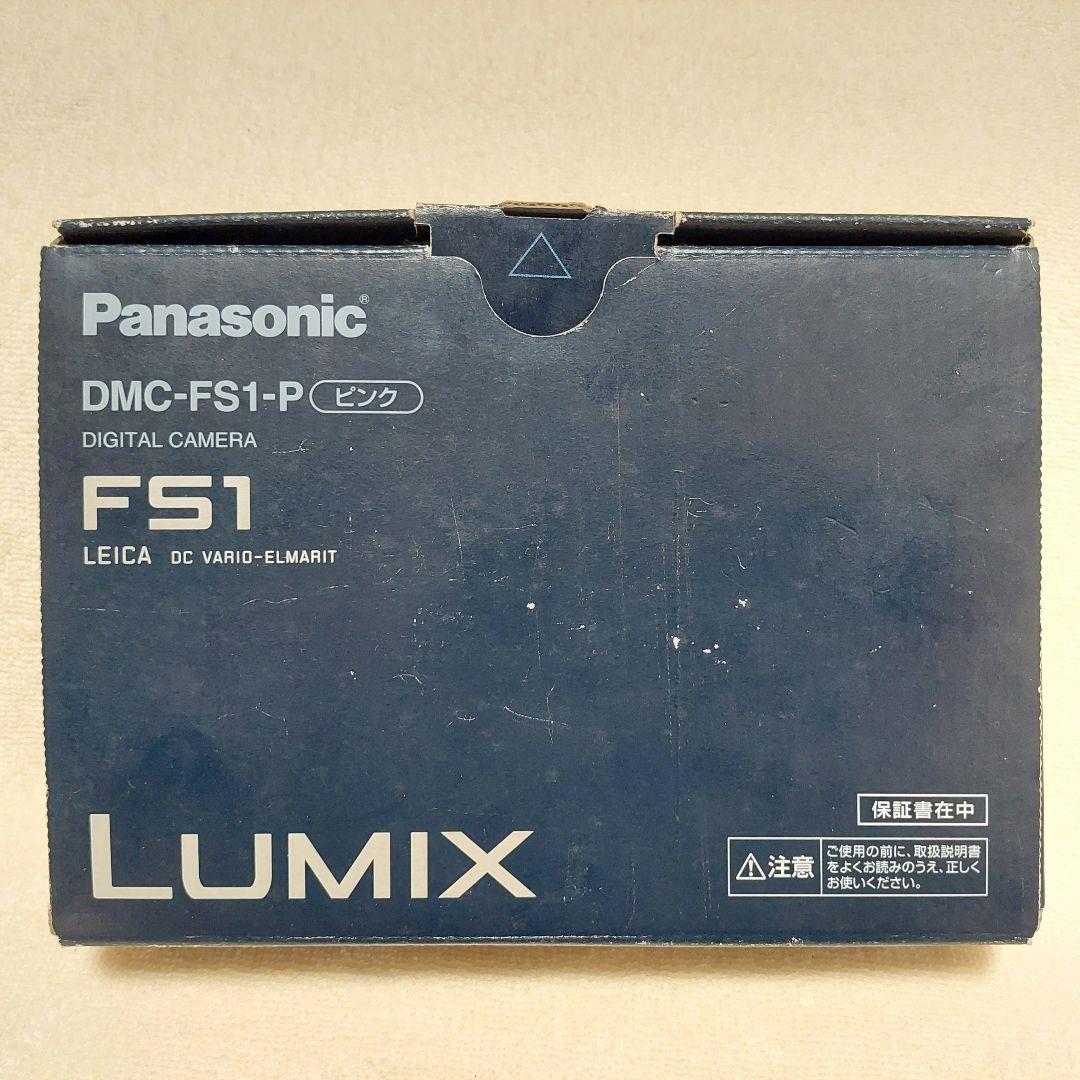 Panasonic®
DMC-FS1-P ピンク
DIGITAL CAMERA
FS1
LEICA DC VARIO-ELMARIT
LUMIX
保証書在中
注意
ご使用の前に、取扱説明書
をよくお読みのうえ、正しく
お使いください。